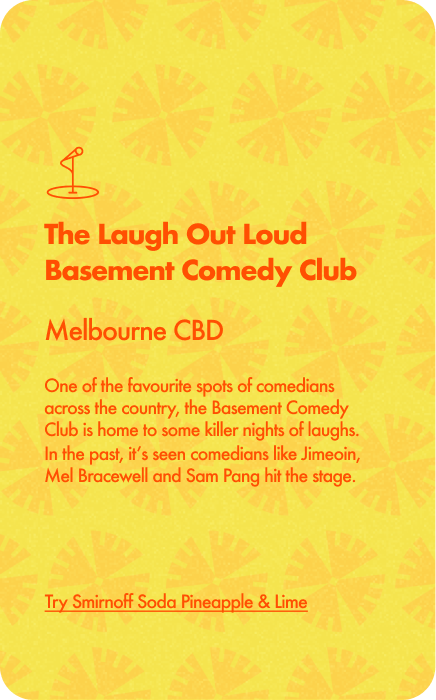 The Laugh Out Loud
Basement Comedy Club
Melbourne CBD
One of the favourite spots of comedians
across the country, the Basement Comedy
Club is home to some killer nights of laughs.
In the past, it’s seen comedians like Jimeoin,
Mel Bracewell and Sam Pang hit the stage.
Try Smirnoff Soda Pineapple & Lime